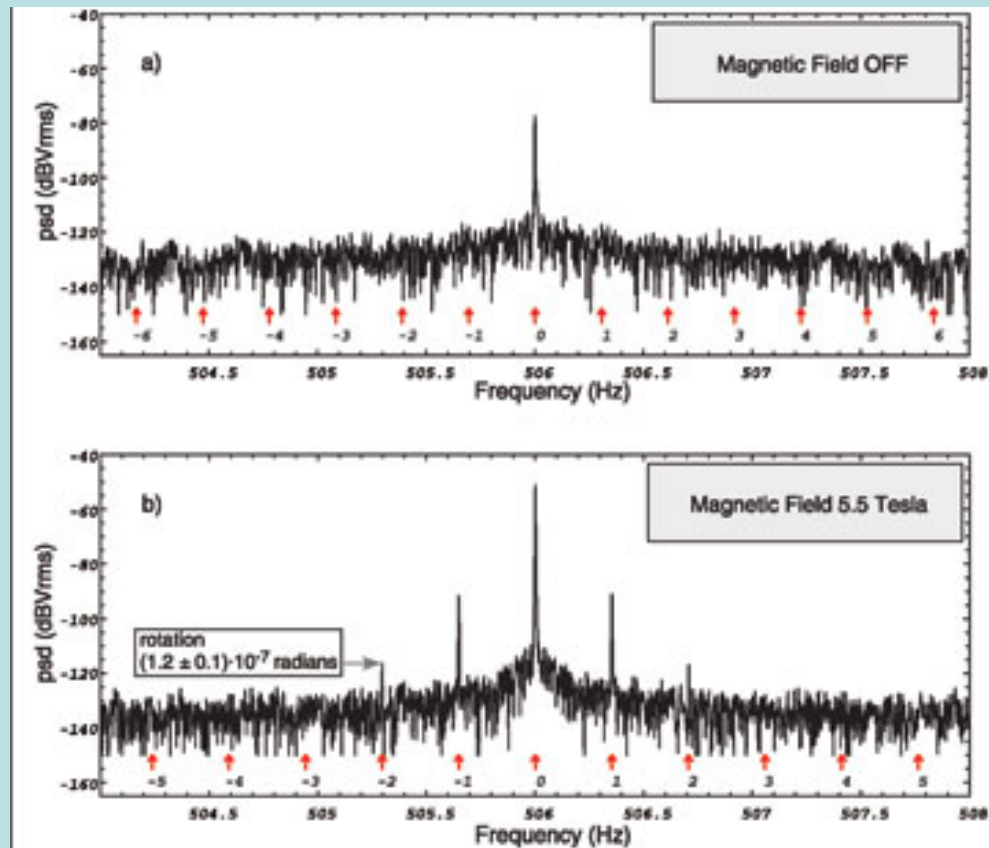 -40
a)
Magnetic Field OFF
-60
-80
-100
-120
-140
-160
psd (dBVrms)
-6 -5 -4 -3 -2 -1 0 1 2 3 4 5 6
504.5 505 505.5 506 506.5 507 507.5 508
Frequency (Hz)
-40
b)
Magnetic Field 5.5 Tesla
-60
-80
-100
-120
-140
-160
psd (dBVrms)
rotation
(1.2 ± 0.1)·10⁻⁷ radians
-5 -4 -3 -2 -1 0 1 2 3 4 5
504.5 505 505.5 506 506.5 507 507.5 508
Frequency (Hz)